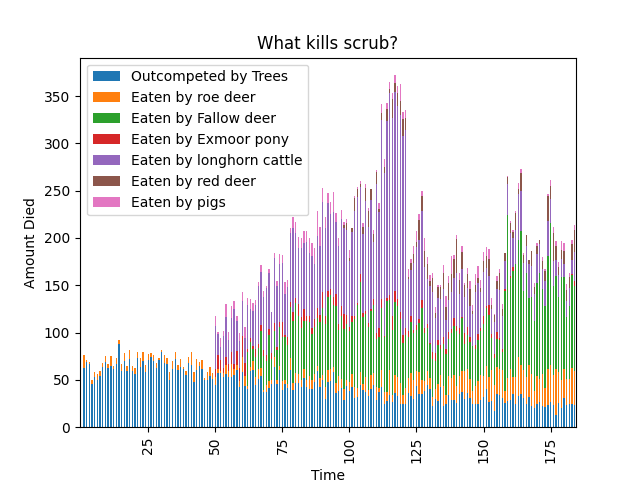 What kills scrub?
Outcompeted by Trees
Eaten by roe deer
Eaten by Fallow deer
Eaten by Exmoor pony
Eaten by longhorn cattle
Eaten by red deer
Eaten by pigs
Amount Died
350
300
250
200
150
100
50
0
25
50
75
100
125
150
175
Time